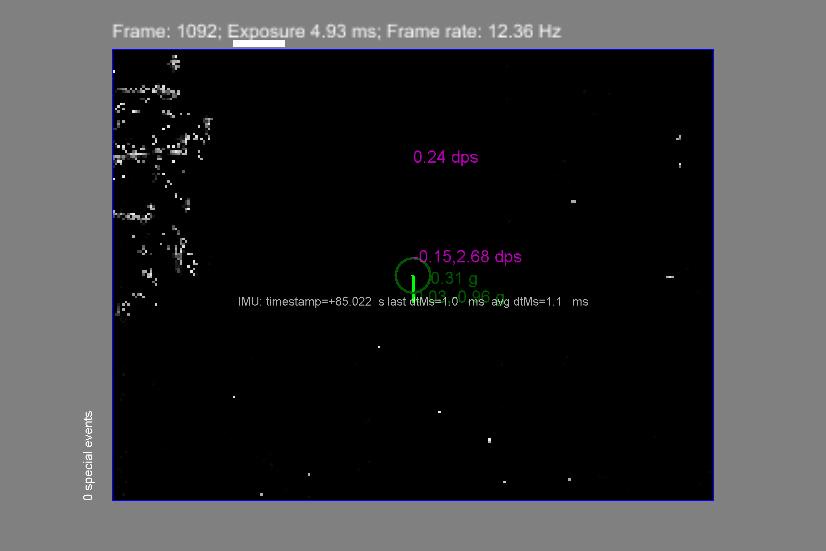 Frame: 1092; Exposure 4.93 ms; Frame rate: 12.36 Hz
0.24 dps
-0.15,2.68 dps
0.31 g
IMU: timestamp=+85.022 s last dtMs=1.0 ms avg dtMs=1.1 ms
0 special events